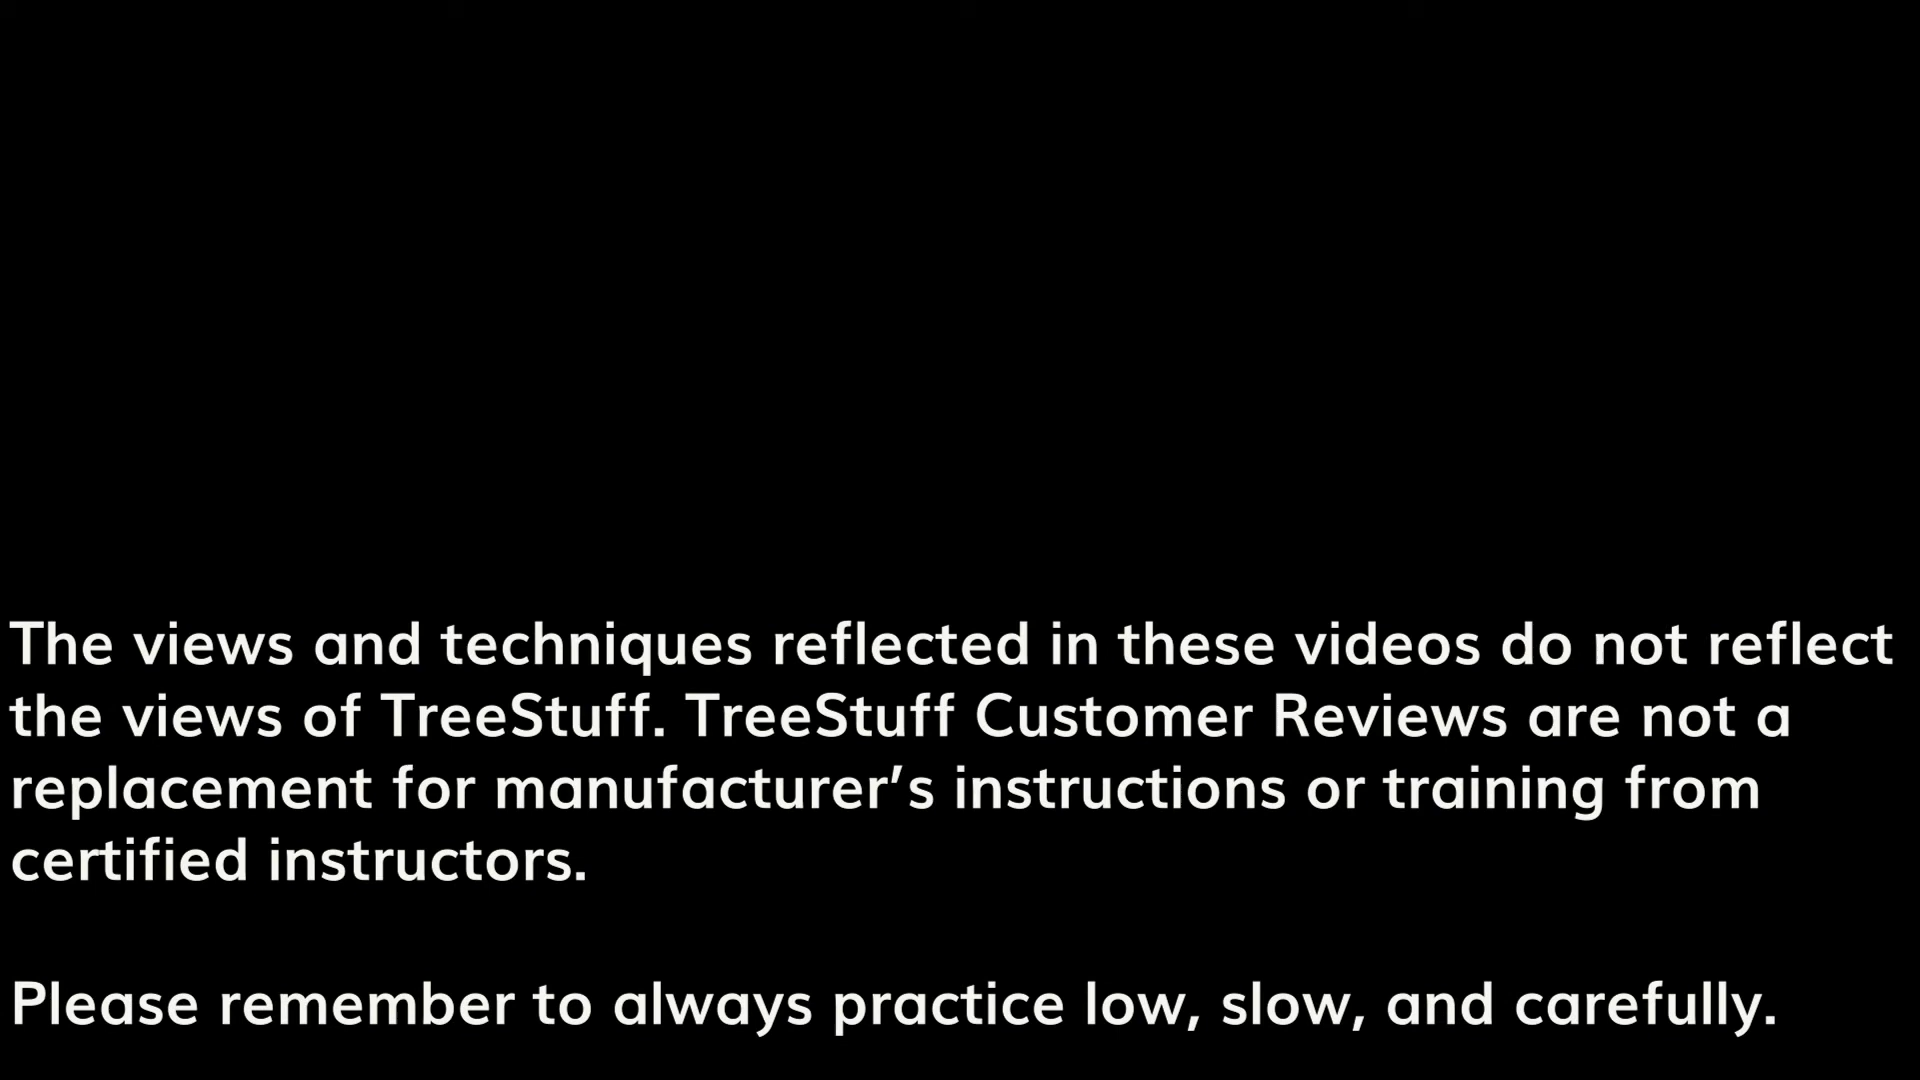 The views and techniques reflected in these videos do not reflect
the views of TreeStuff. TreeStuff Customer Reviews are not a
replacement for manufacturer’s instructions or training from
certified instructors.
Please remember to always practice low, slow, and carefully.